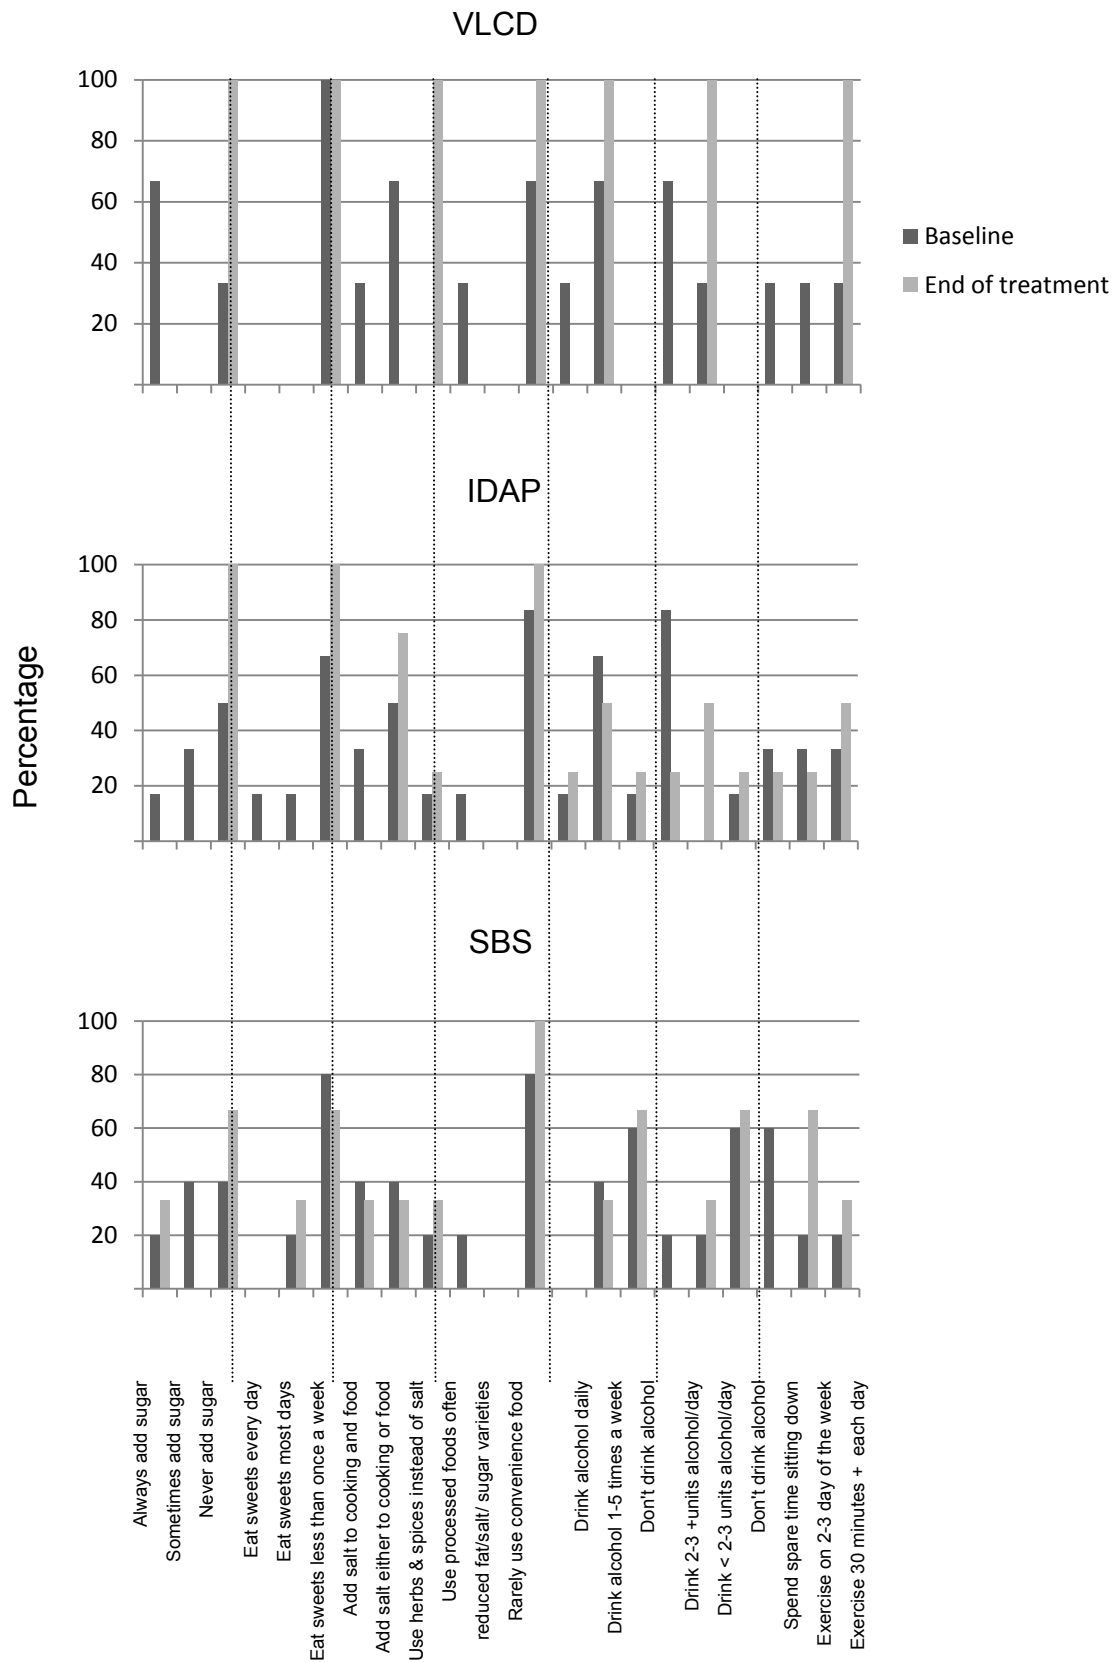 VLCD
100
80
60
40
20
Baseline
End of treatment
IDAP
100
80
60
40
20
Percentage
SBS
100
80
60
40
20
Always add sugar
Sometimes add sugar
Never add sugar
Eat sweets every day
Eat sweets most days
Eat sweets less than once a week
Add salt to cooking and food
Add salt either to cooking or food
Use herbs & spices instead of salt
Use processed foods often
reduced fat/salt/ sugar varieties
Rarely use convenience food
Drink alcohol daily
Drink alcohol 1-5 times a week
Don't drink alcohol
Drink 2-3 +units alcohol/day
Drink < 2-3 units alcohol/day
Don't drink alcohol
Spend spare time sitting down
Exercise on 2-3 day of the week
Exercise 30 minutes + each day